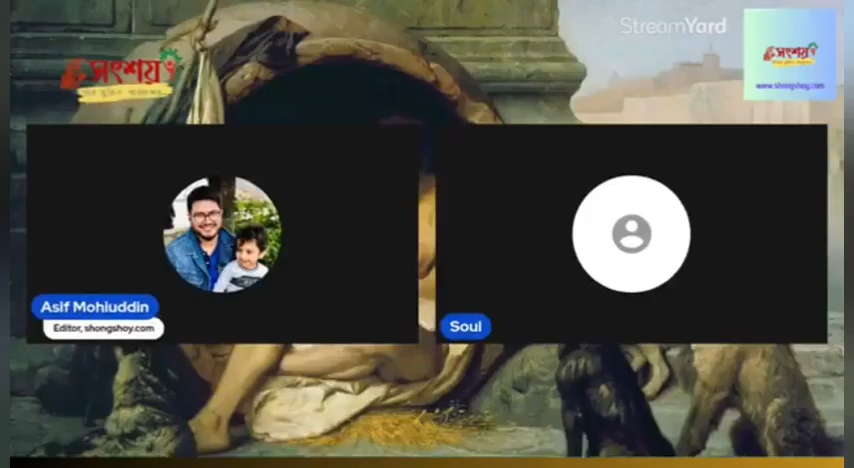 StreamYard
সংশয়
সংশয়
www.shongshoy.com
Asif Mohiuddin
Editor, shongshoy.com
Soul